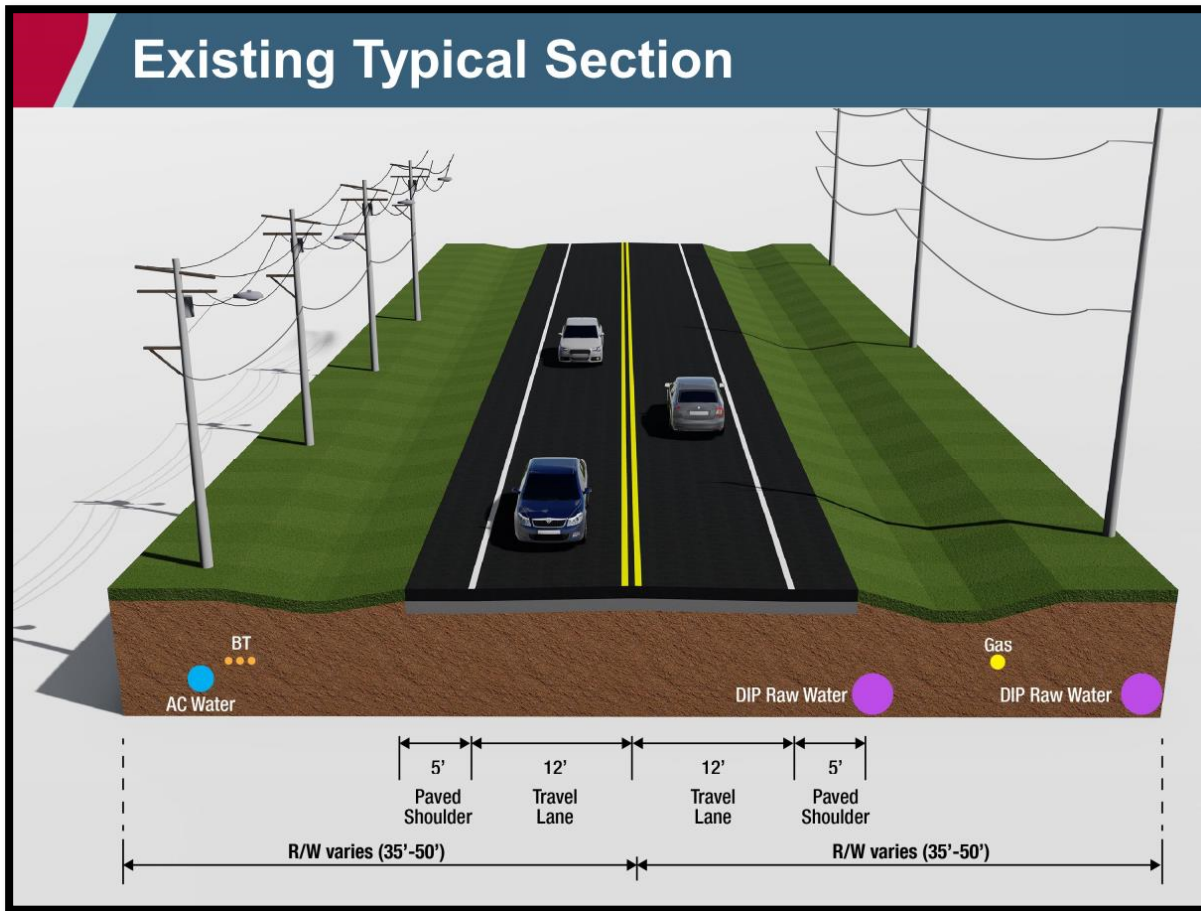 Existing Typical Section
BT
AC Water
Gas
DIP Raw Water
DIP Raw Water
5’
12’
12’
5’
Paved
Shoulder
Travel
Lane
Travel
Lane
Paved
Shoulder
R/W varies (35’-50’)
R/W varies (35’-50’)